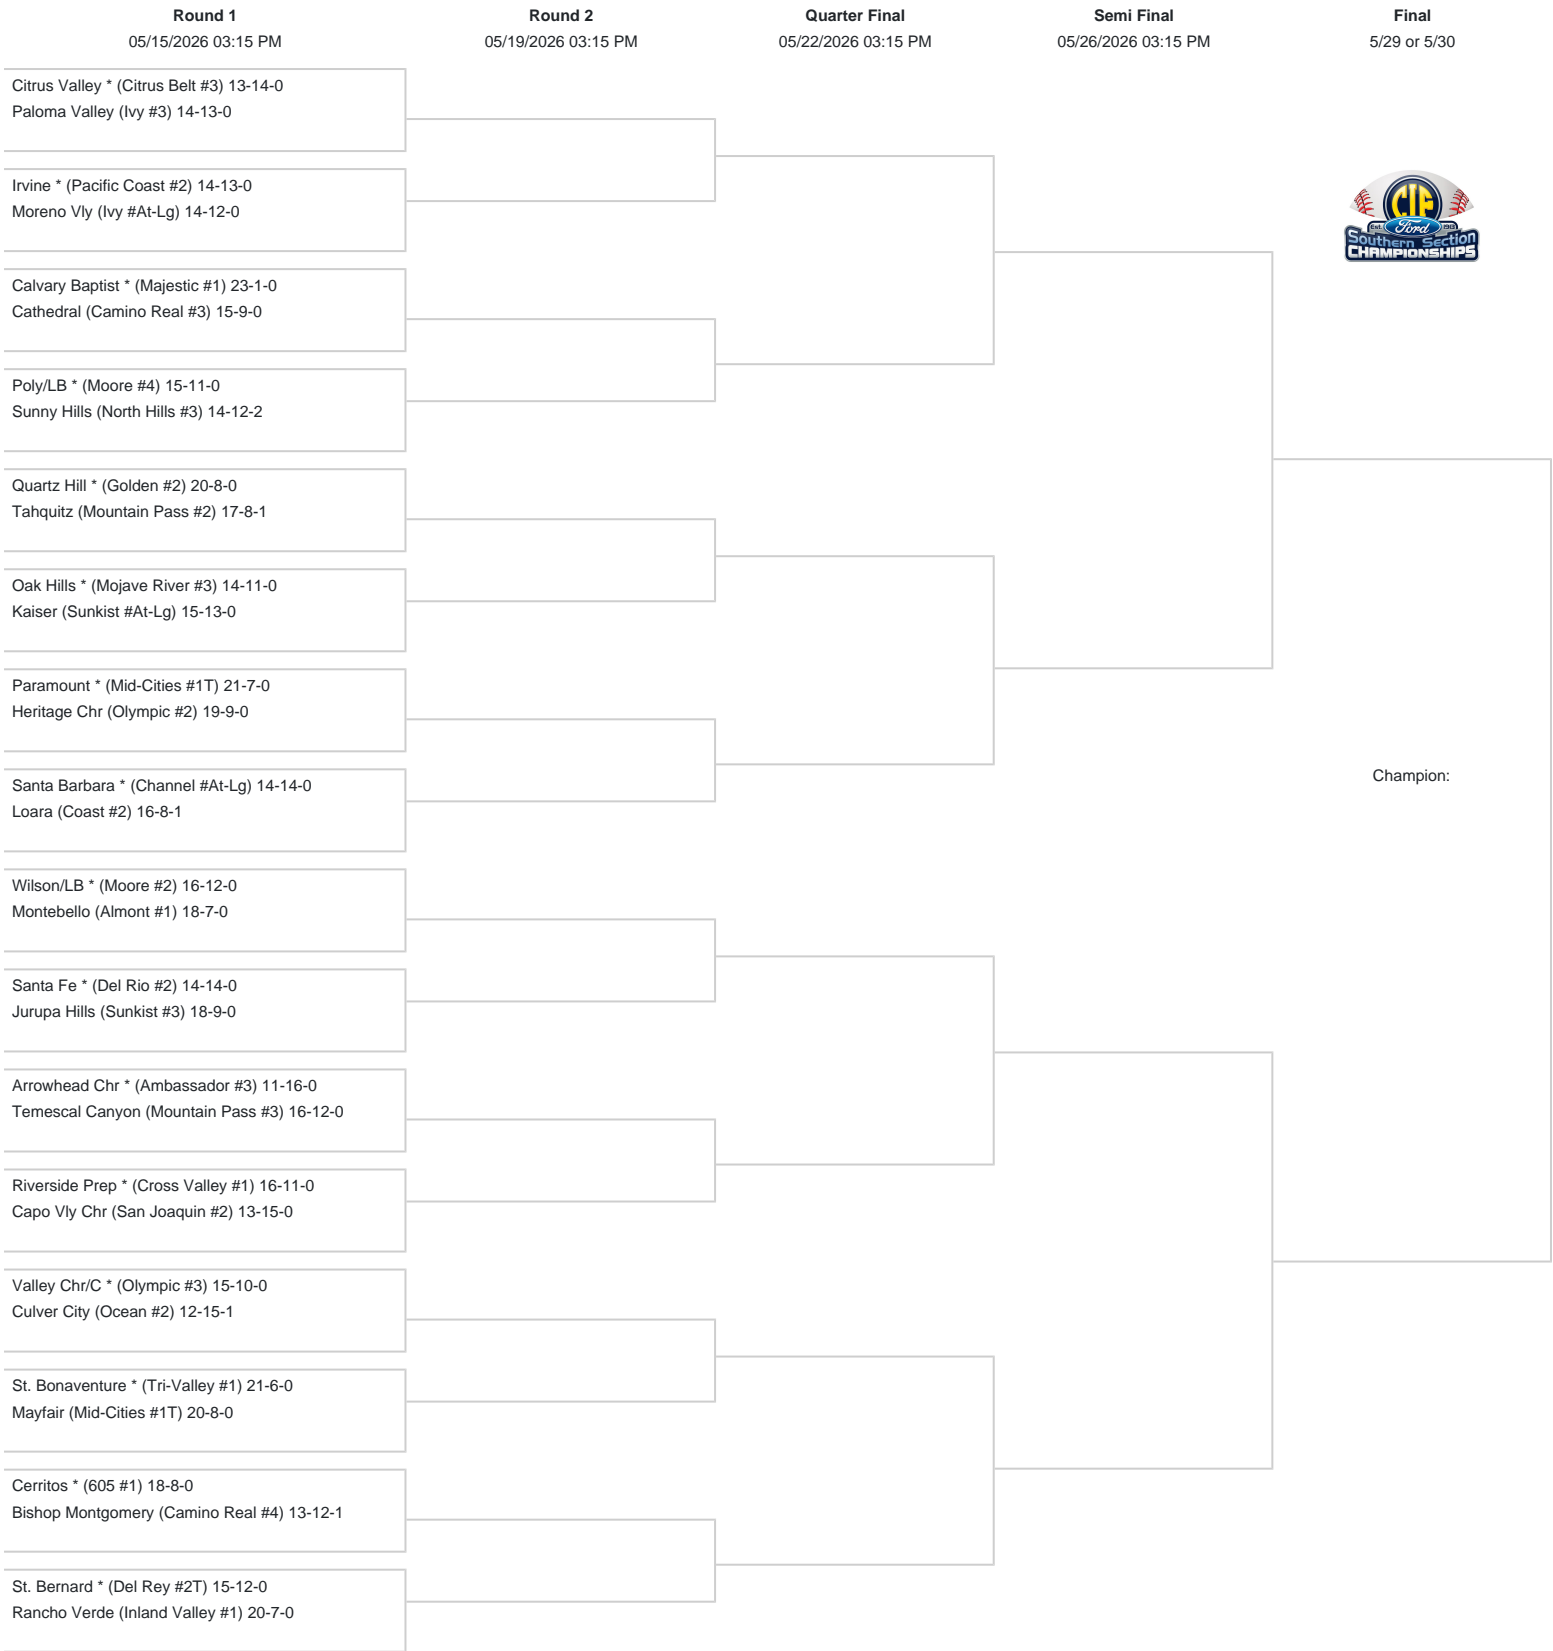 Round 1
05/15/2026 03:15 PM
Round 2
05/19/2026 03:15 PM
Quarter Final
05/22/2026 03:15 PM
Semi Final
05/26/2026 03:15 PM
Final
5/29 or 5/30
Citrus Valley * (Citrus Belt #3) 13-14-0
Paloma Valley (Ivy #3) 14-13-0
Irvine * (Pacific Coast #2) 14-13-0
Moreno Vly (Ivy #At-Lg) 14-12-0
CIF
Est. 1913
Ford
Southern Section
CHAMPIONSHIPS
Calvary Baptist * (Majestic #1) 23-1-0
Cathedral (Camino Real #3) 15-9-0
Poly/LB * (Moore #4) 15-11-0
Sunny Hills (North Hills #3) 14-12-2
Quartz Hill * (Golden #2) 20-8-0
Tahquitz (Mountain Pass #2) 17-8-1
Oak Hills * (Mojave River #3) 14-11-0
Kaiser (Sunkist #At-Lg) 15-13-0
Paramount * (Mid-Cities #1T) 21-7-0
Heritage Chr (Olympic #2) 19-9-0
Santa Barbara * (Channel #At-Lg) 14-14-0
Loara (Coast #2) 16-8-1
Champion:
Wilson/LB * (Moore #2) 16-12-0
Montebello (Almont #1) 18-7-0
Santa Fe * (Del Rio #2) 14-14-0
Jurupa Hills (Sunkist #3) 18-9-0
Arrowhead Chr * (Ambassador #3) 11-16-0
Temescal Canyon (Mountain Pass #3) 16-12-0
Riverside Prep * (Cross Valley #1) 16-11-0
Capo Vly Chr (San Joaquin #2) 13-15-0
Valley Chr/C * (Olympic #3) 15-10-0
Culver City (Ocean #2) 12-15-1
St. Bonaventure * (Tri-Valley #1) 21-6-0
Mayfair (Mid-Cities #1T) 20-8-0
Cerritos * (605 #1) 18-8-0
Bishop Montgomery (Camino Real #4) 13-12-1
St. Bernard * (Del Rey #2T) 15-12-0
Rancho Verde (Inland Valley #1) 20-7-0